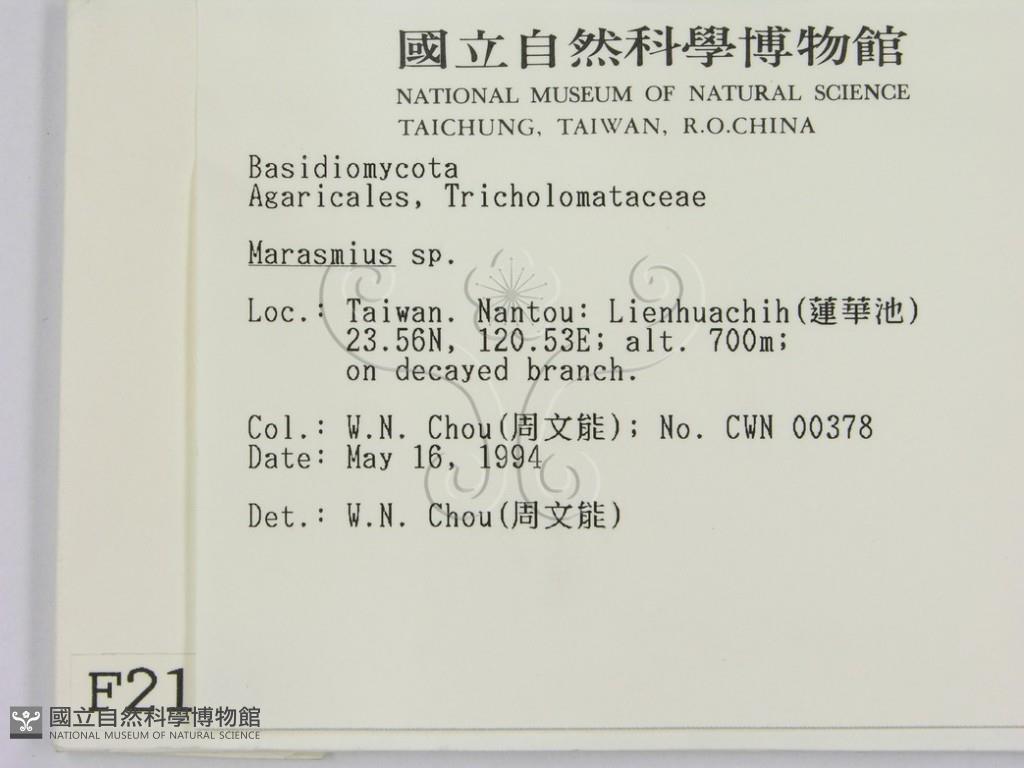 國立自然科學博物館
NATIONAL MUSEUM OF NATURAL SCIENCE
TAICHUNG, TAIWAN, R.O.CHINA
Basidiomycota
Agaricales, Tricholomataceae
Marasmius sp.
Loc.: Taiwan. Nantou: Lienhuachih(蓮華池)
23.56N, 120.53E; alt. 700m;
on decayed branch.
Col.: W.N. Chou(周文能); No. CWN 00378
Date: May 16, 1994
Det.: W.N. Chou(周文能)
F21
國立自然科學博物館
NATIONAL MUSEUM OF NATURAL SCIENCE